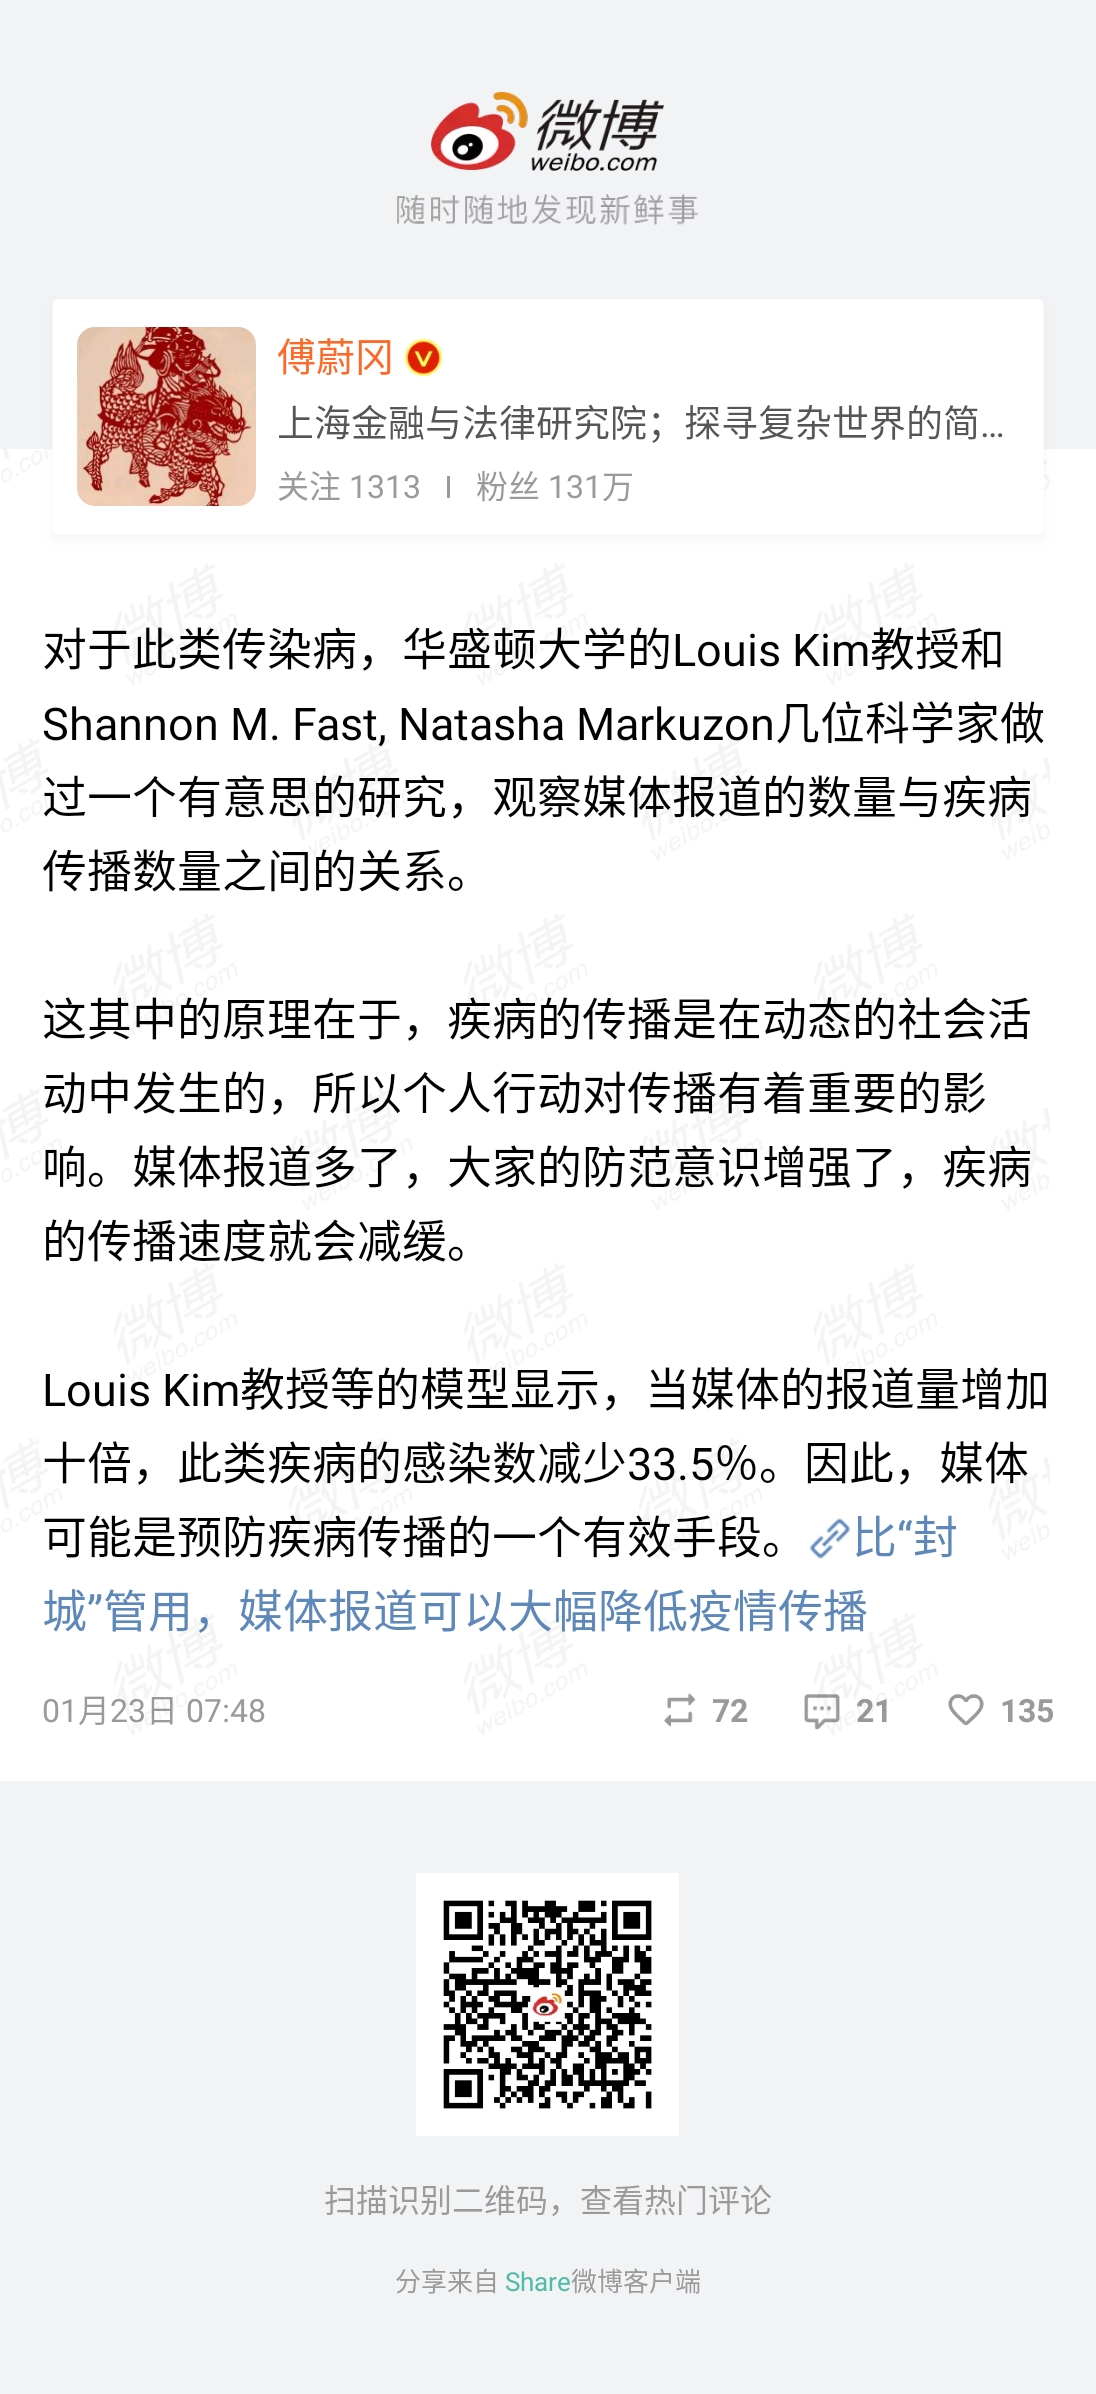 微博
weibo.com
随时随地发现新鲜事
傅蔚冈
上海金融与法律研究院；探寻复杂世界的简...
关注 1313 | 粉丝 131万
对于此类传染病，华盛顿大学的Louis Kim教授和
Shannon M. Fast, Natasha Markuzon几位科学家做
过一个有意思的研究，观察媒体报道的数量与疾病
传播数量之间的关系。
这其中的原理在于，疾病的传播是在动态的社会活
动中发生的，所以个人行动对传播有着重要的影
响。媒体报道多了，大家的防范意识增强了，疾病
的传播速度就会减缓。
Louis Kim教授等的模型显示，当媒体的报道量增加
十倍，此类疾病的感染数减少33.5%。因此，媒体
可能是预防疾病传播的一个有效手段。比“封
城”管用，媒体报道可以大幅降低疫情传播
01月23日 07:48 72 21 135
扫描识别二维码，查看热门评论
分享来自 Share微博客户端